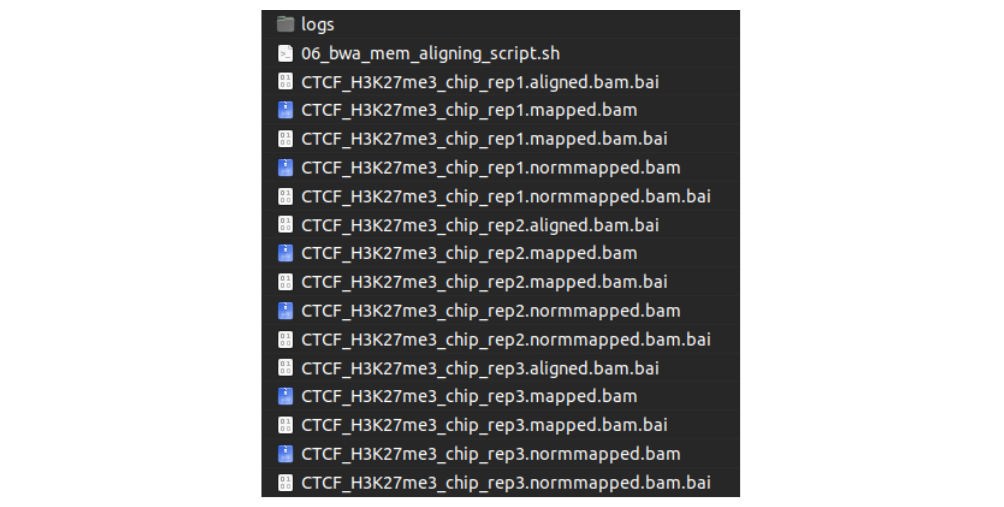 logs
06_bwa_mem_aligning_script.sh
CTCF_H3K27me3_chip_rep1.aligned.bam.bai
CTCF_H3K27me3_chip_rep1.mapped.bam
CTCF_H3K27me3_chip_rep1.mapped.bam.bai
CTCF_H3K27me3_chip_rep1.normmapped.bam
CTCF_H3K27me3_chip_rep1.normmapped.bam.bai
CTCF_H3K27me3_chip_rep2.aligned.bam.bai
CTCF_H3K27me3_chip_rep2.mapped.bam
CTCF_H3K27me3_chip_rep2.mapped.bam.bai
CTCF_H3K27me3_chip_rep2.normmapped.bam
CTCF_H3K27me3_chip_rep2.normmapped.bam.bai
CTCF_H3K27me3_chip_rep3.aligned.bam.bai
CTCF_H3K27me3_chip_rep3.mapped.bam
CTCF_H3K27me3_chip_rep3.mapped.bam.bai
CTCF_H3K27me3_chip_rep3.normmapped.bam
CTCF_H3K27me3_chip_rep3.normmapped.bam.bai